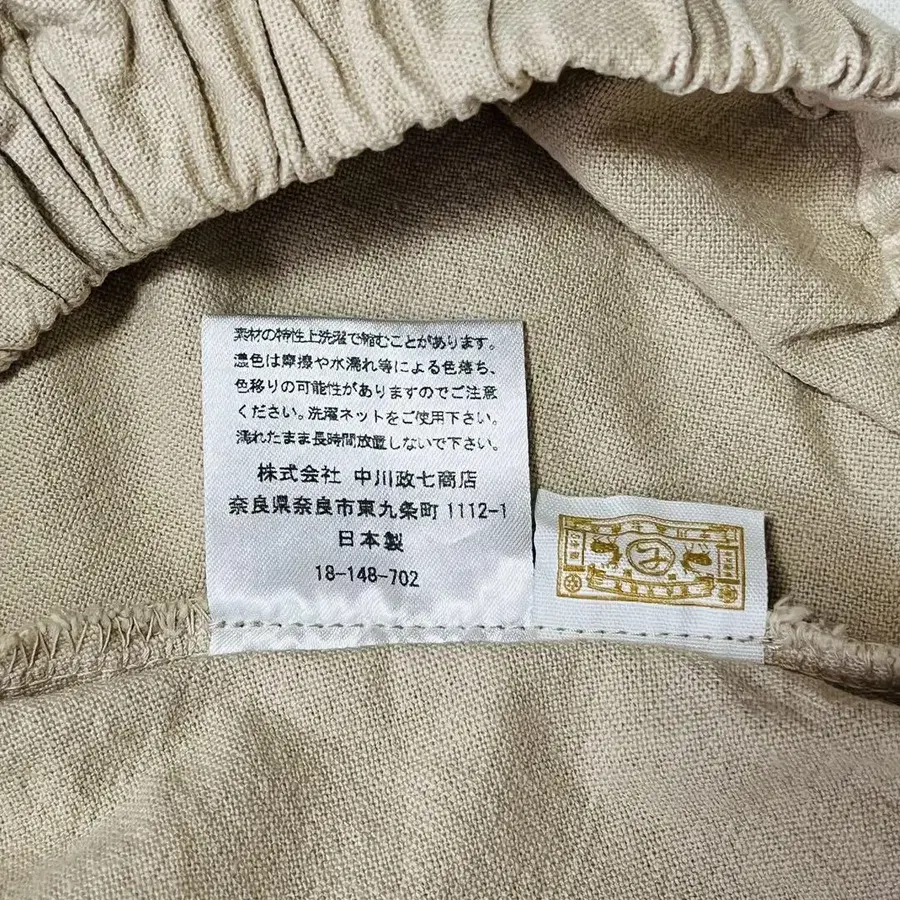 素材の特性上洗濯で縮むことがあります。
濃色は摩擦や水濡れ等による色落ち、
色移りの可能性がありますのでご注意
ください。洗濯ネットをご使用下さい。
濡れたまま長時間放置しないで下さい。
株式会社 中川政七商店
奈良県奈良市東九条町 1112-1
日本製
18-148-702